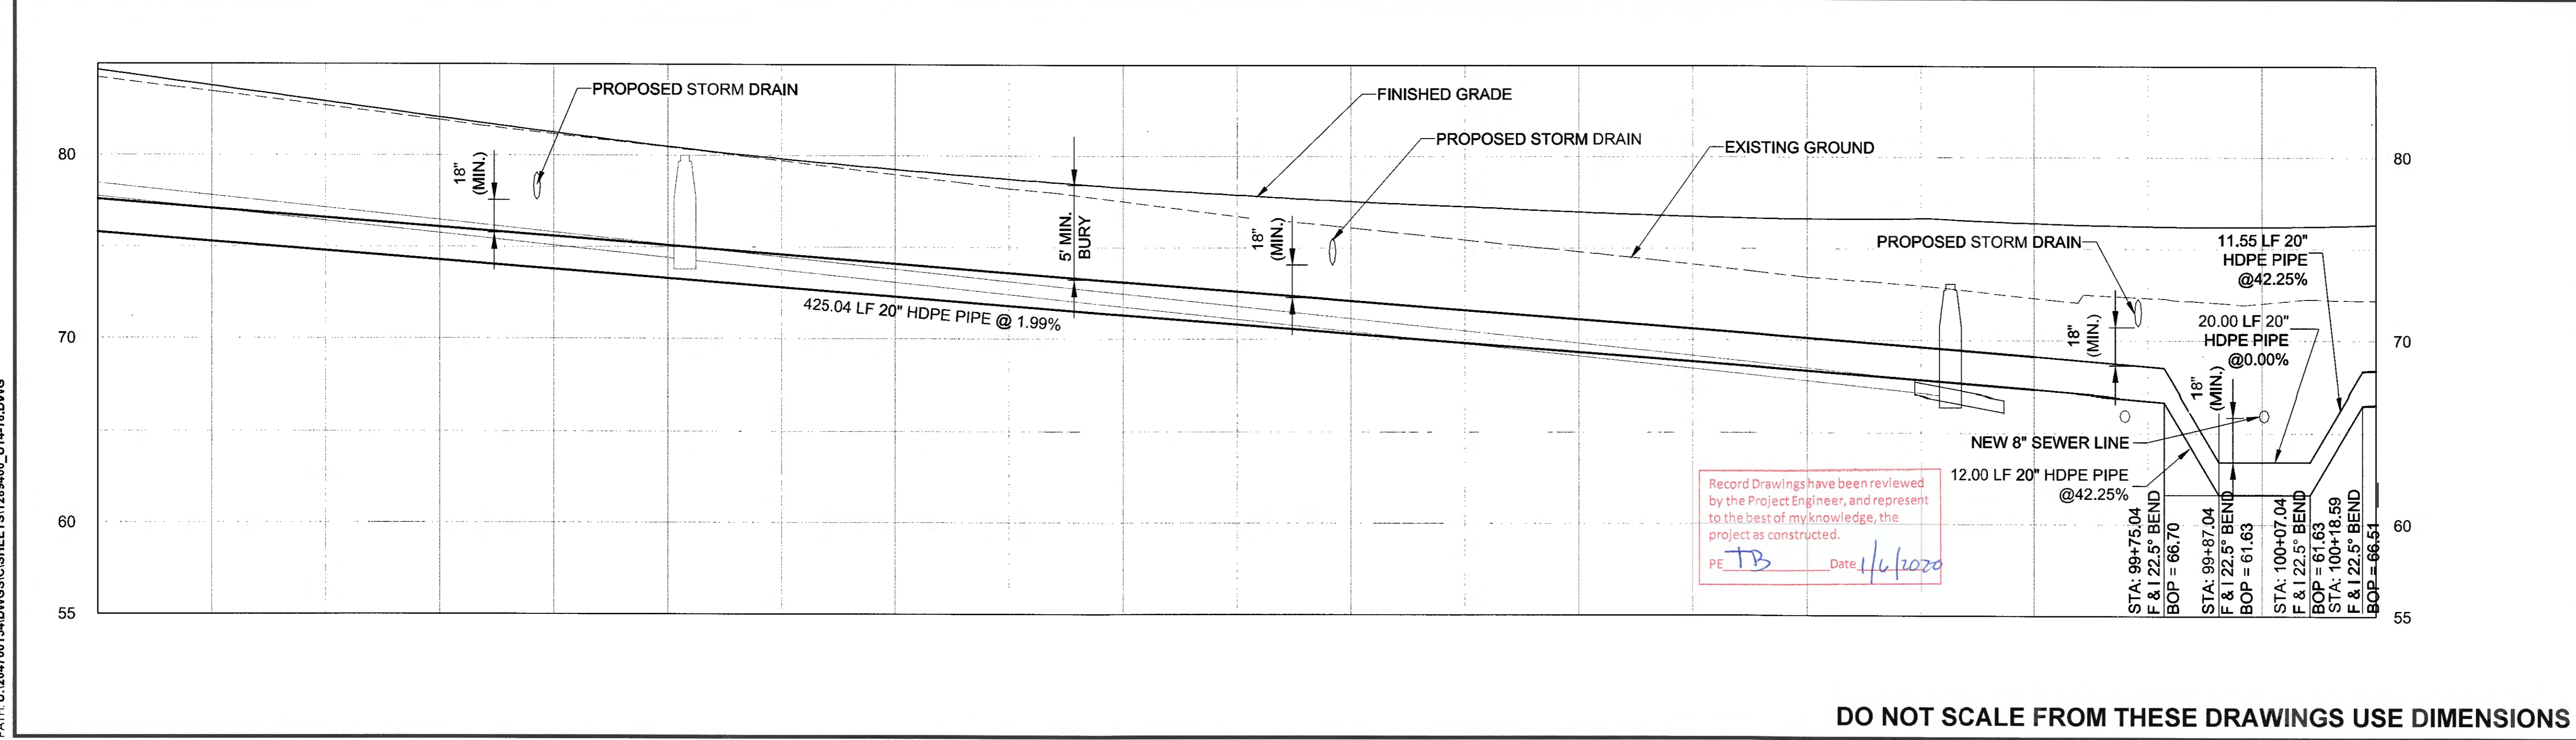 PROPOSED STORM DRAIN
FINISHED GRADE
PROPOSED STORM DRAIN
EXISTING GROUND
80
80
18"
(MIN.)
5' MIN.
BURY
18"
(MIN.)
PROPOSED STORM DRAIN
11.55 LF 20"
HDPE PIPE
@42.25%
425.04 LF 20" HDPE PIPE @ 1.99%
70
70
18"
(MIN.)
20.00 LF 20"
HDPE PIPE
@0.00%
18"
(MIN.)
NEW 8" SEWER LINE
12.00 LF 20" HDPE PIPE
@42.25%
Record Drawings have been reviewed
by the Project Engineer, and represent
to the best of my knowledge, the
project as constructed.
PE TB Date 1/6/2020
60
60
STA: 99+75.04
F & I 22.5° BEND
BOP = 66.70
STA: 99+87.04
F & I 22.5° BEND
BOP = 61.63
STA: 100+07.04
F & I 22.5° BEND
BOP = 61.63
STA: 100+18.59
F & I 22.5° BEND
BOP = 66.51
55
55
DO NOT SCALE FROM THESE DRAWINGS USE DIMENSIONS